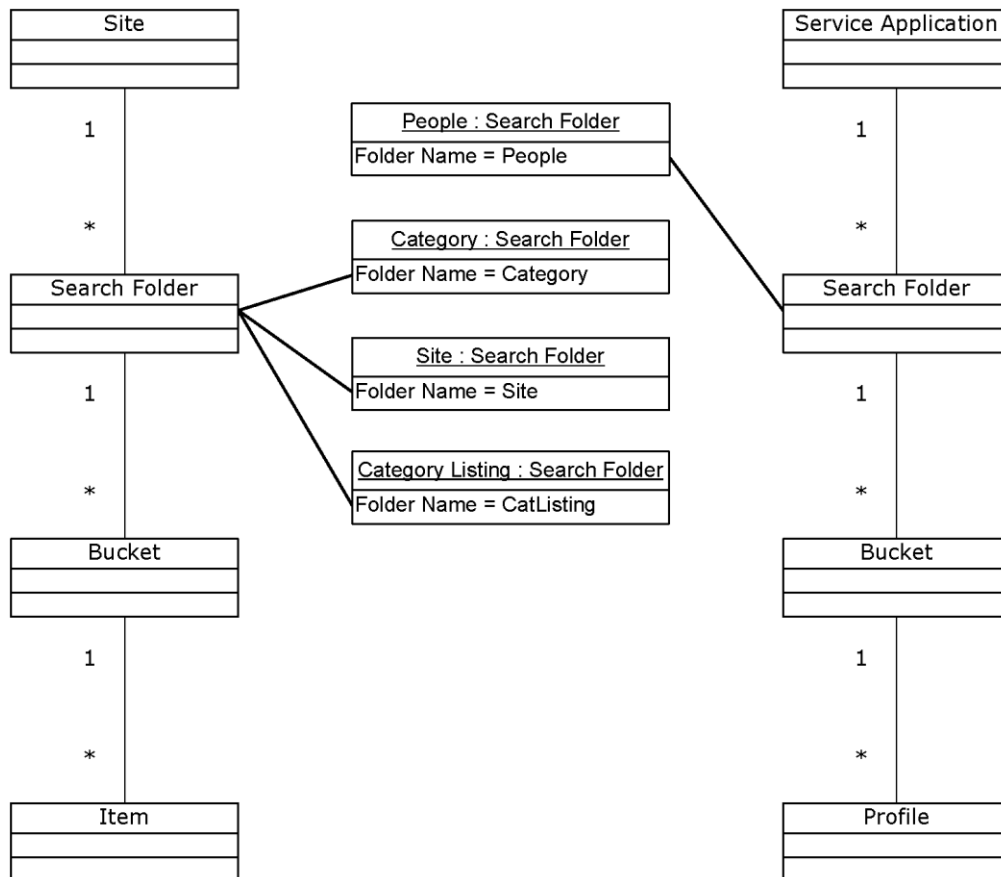 Site
Service Application
1
People : Search Folder
Folder Name = People
1
*
Category : Search Folder
Folder Name = Category
*
Search Folder
Search Folder
Site : Search Folder
Folder Name = Site
1
1
Category Listing : Search Folder
Folder Name = CatListing
*
*
Bucket
Bucket
1
1
*
*
Item
Profile